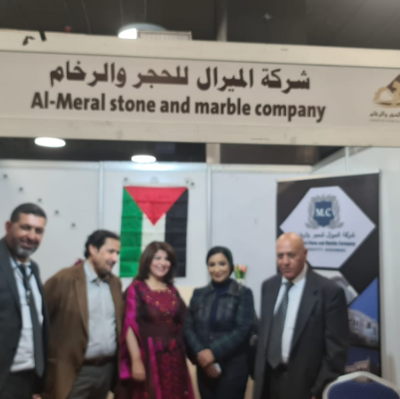 شركة الميرال للحجر والرخام
Al-Meral stone and marble company
M.C